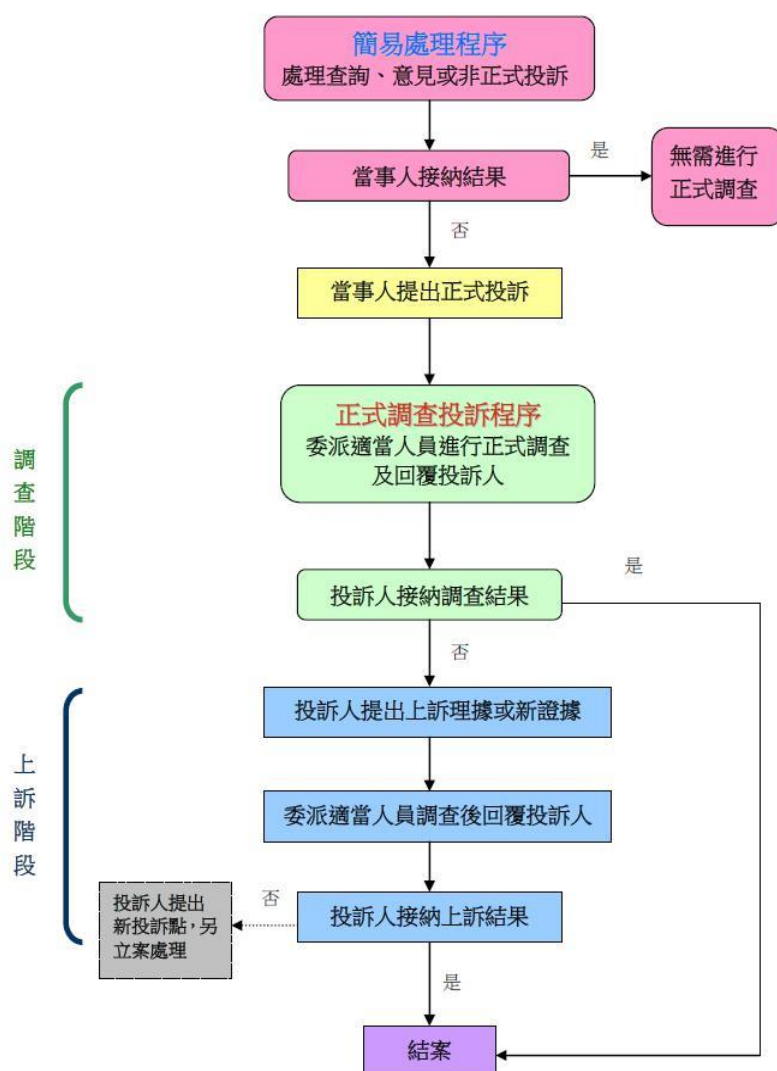 簡易處理程序
處理查詢、意見或非正式投訴
是
當事人接納結果
無需進行
正式調查
否
當事人提出正式投訴
調查階段
正式調查投訴程序
委派適當人員進行正式調查
及回覆投訴人
是
投訴人接納調查結果
否
上訴階段
投訴人提出上訴理據或新證據
委派適當人員調查後回覆投訴人
投訴人提出
新投訴點，另
立案處理
否
投訴人接納上訴結果
是
結案